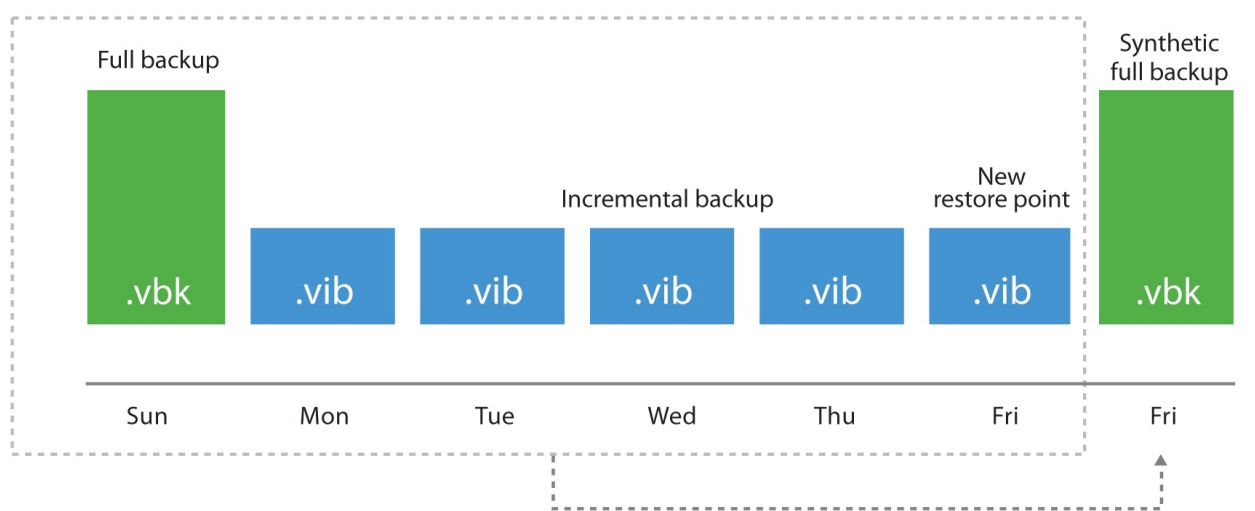 Full backup
Synthetic
full backup
New
restore point
Incremental backup
.vbk
.vib
.vib
.vib
.vib
.vib
.vbk
Sun
Mon
Tue
Wed
Thu
Fri
Fri